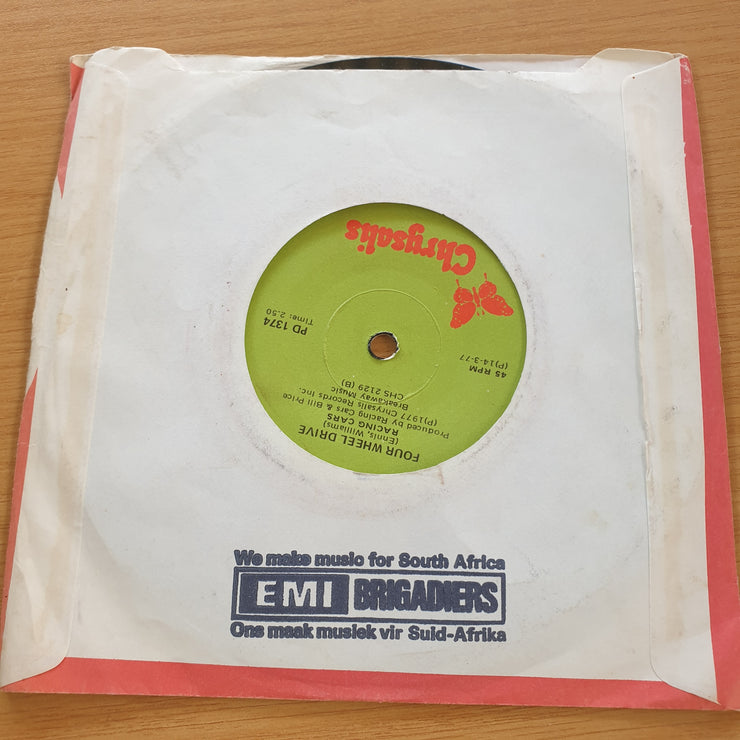 Chrysalis
PD 1374
Time: 2.50
45 RPM
(P)14-3-77
CHS 2129 (B)
Breakaway Music
(P)1977 Chrysalis Records Inc.
Produced by Racing Cars & Bill Price
RACING CARS
(Ennis, Williams)
FOUR WHEEL DRIVE
We make music for South Africa
EMI BRIGADIERS
Ons maak musiek vir Suid-Afrika